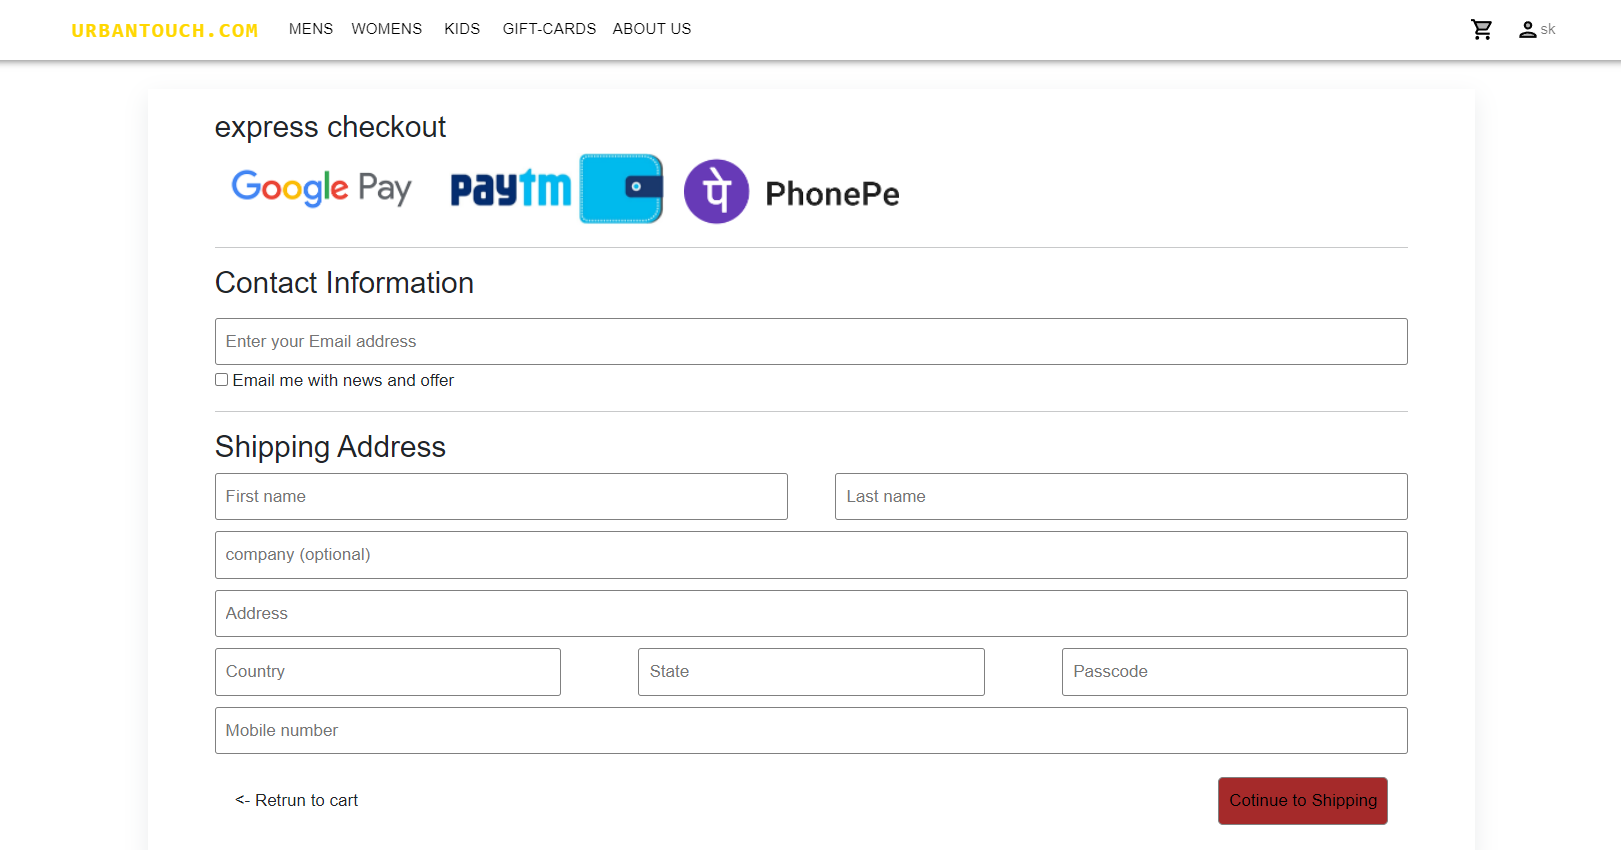 URBANTOUCH.COM MENS WOMENS KIDS GIFT-CARDS ABOUT US sk
express checkout
Google Pay paytm पे PhonePe
Contact Information
Enter your Email address
Email me with news and offer
Shipping Address
First name Last name
company (optional)
Address
Country State Passcode
Mobile number
<- Retrun to cart Cotinue to Shipping